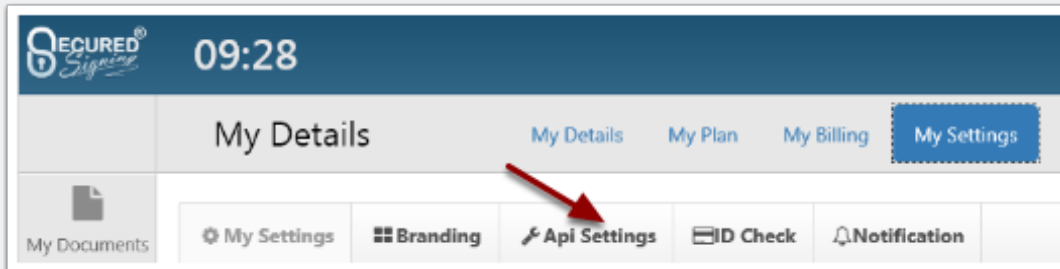 SECURED®
Signing
09:28
My Details
My Details My Plan My Billing My Settings
My Documents
My Settings Branding Api Settings ID Check Notification